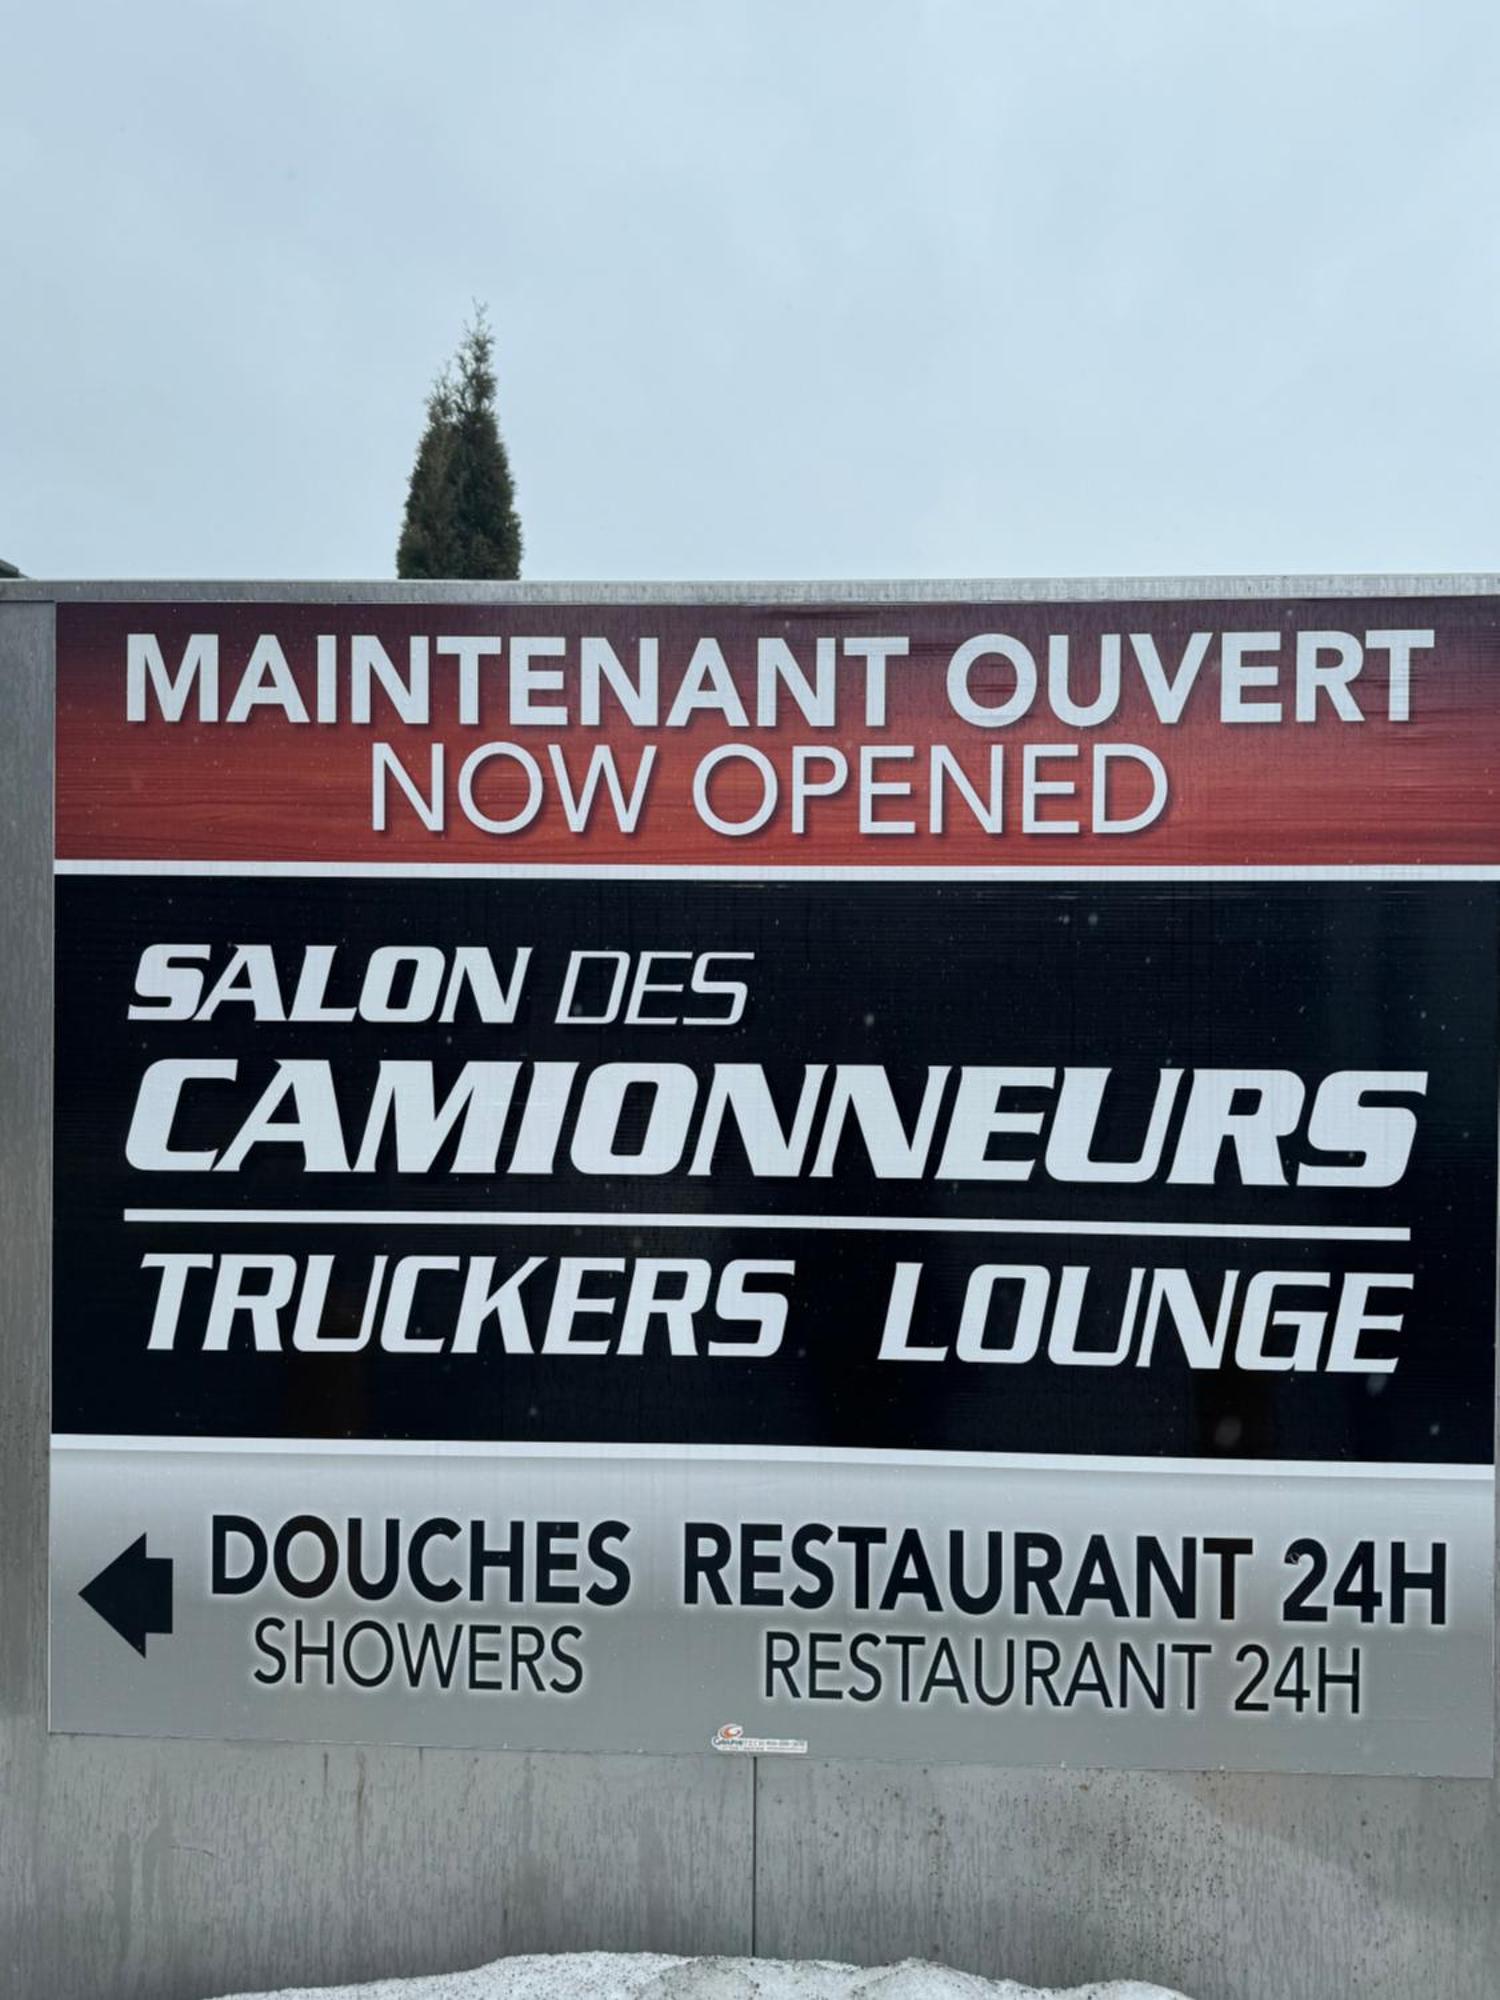 MAINTENANT OUVERT
NOW OPENED
SALON DES
CAMIONNEURS
TRUCKERS LOUNGE
DOUCHES RESTAURANT 24H
SHOWERS RESTAURANT 24H